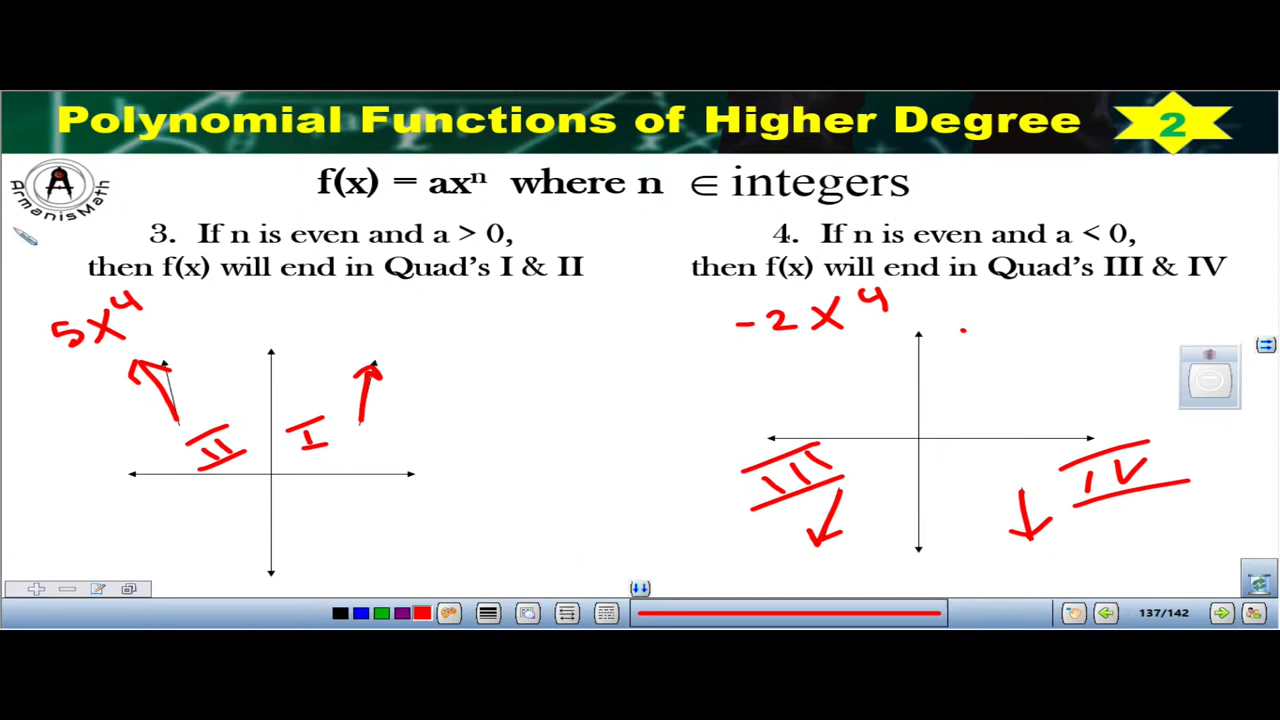 Polynomial Functions of Higher Degree
2
ArmanisMath
f(x) = axⁿ where n ∈ integers
3. If n is even and a > 0,
then f(x) will end in Quad's I & II
5x⁴
II I
4. If n is even and a < 0,
then f(x) will end in Quad's III & IV
-2x⁴
III IV
137/142